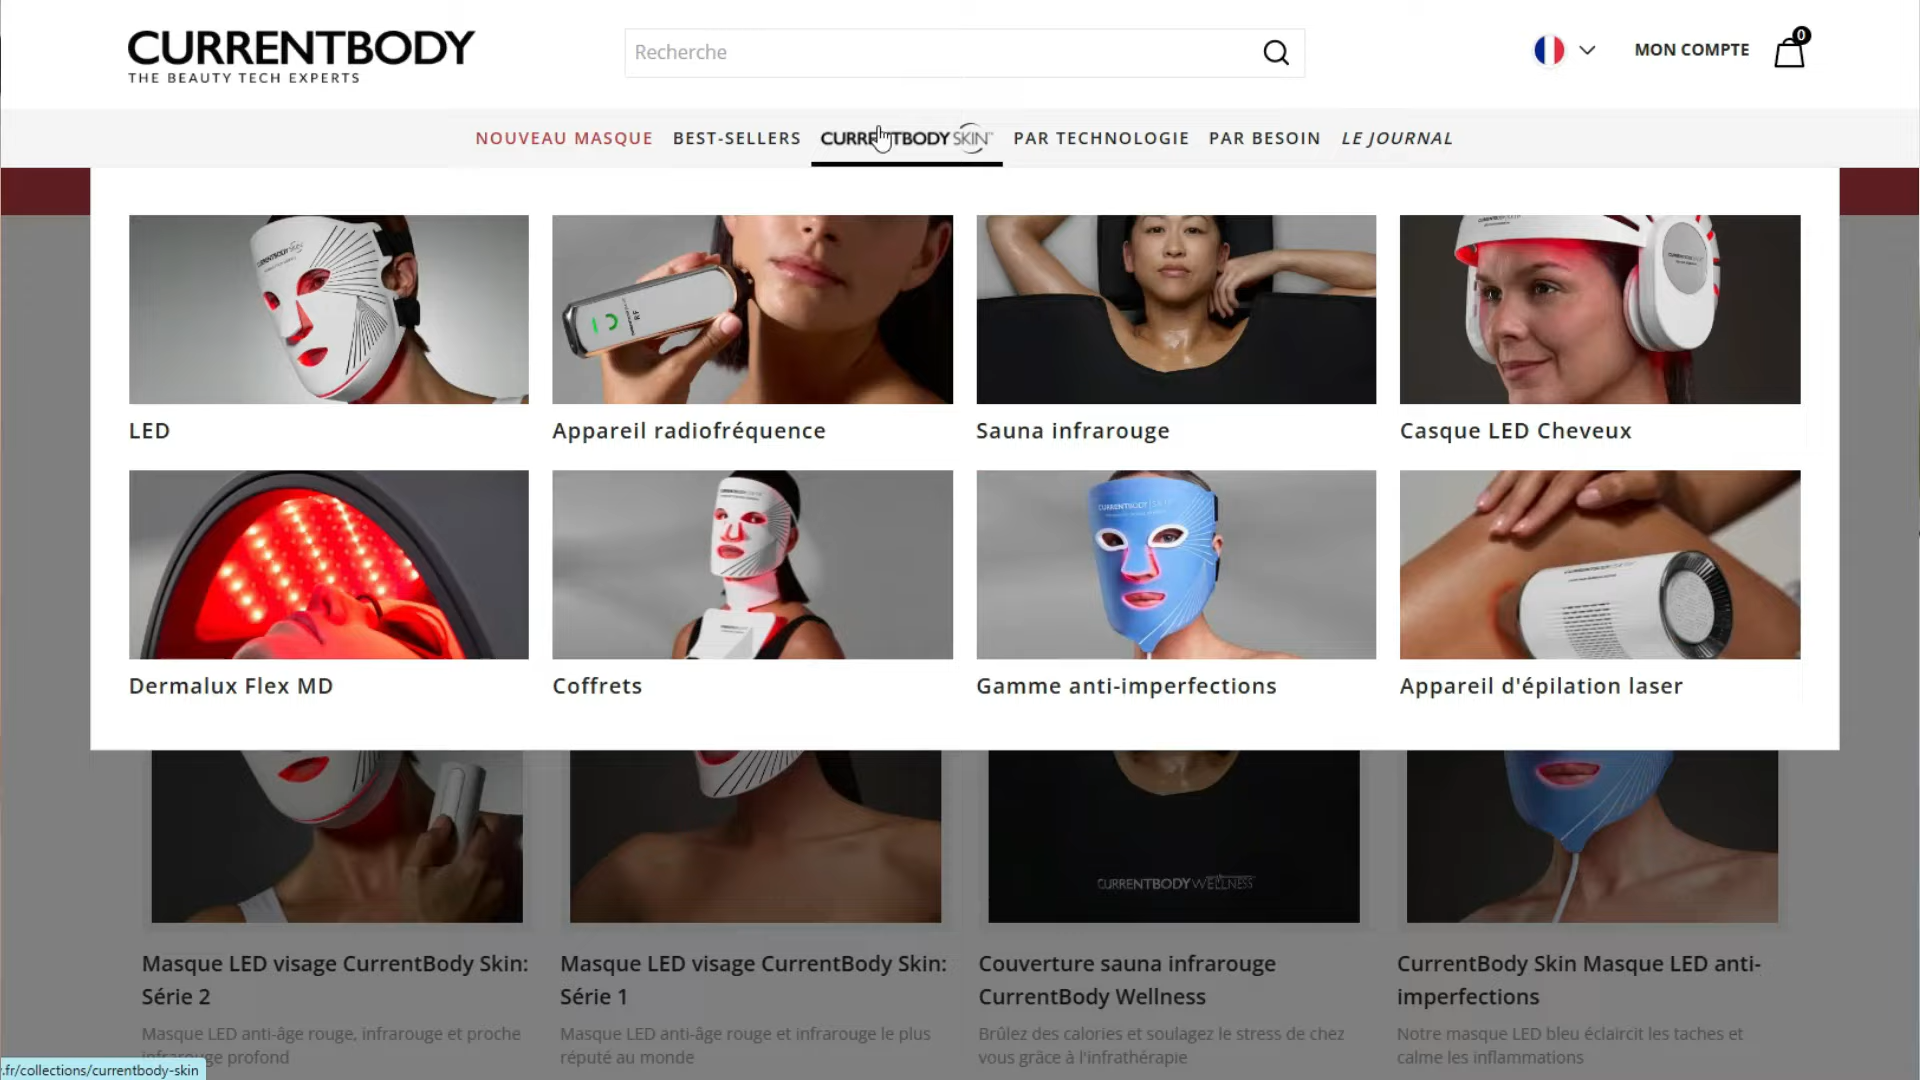 CURRENTBODY
THE BEAUTY TECH EXPERTS
Recherche
MON COMPTE
0
NOUVEAU MASQUE
BEST-SELLERS
CURRENTBODY SKIN
PAR TECHNOLOGIE
PAR BESOIN
LE JOURNAL
LED
Appareil radiofréquence
Sauna infrarouge
Casque LED Cheveux
Dermalux Flex MD
Coffrets
Gamme anti-imperfections
Appareil d'épilation laser
CURRENTBODY WELLNESS
Masque LED visage CurrentBody Skin:
Série 2
Masque LED anti-âge rouge, infrarouge et proche
infrarouge profond
Masque LED visage CurrentBody Skin:
Série 1
Masque LED anti-âge rouge et infrarouge le plus
réputé au monde
Couverture sauna infrarouge
CurrentBody Wellness
Brûlez des calories et soulagez le stress de chez
vous grâce à l'infrathérapie
CurrentBody Skin Masque LED anti-
imperfections
Notre masque LED bleu éclaircit les taches et
calme les inflammations
.fr/collections/currentbody-skin